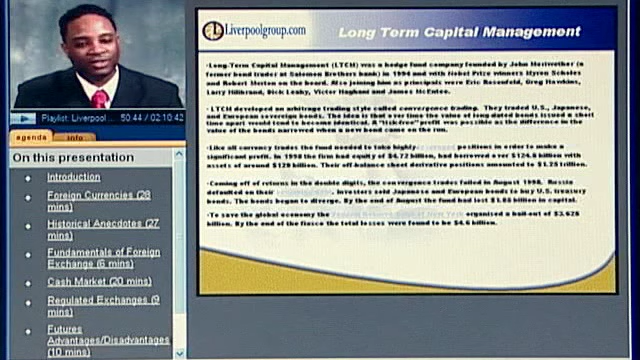 Liverpoolgroup.com
Long Term Capital Management
•Long-Term Capital Management (LTCH) was a hedge fund company founded by John Meriwether (a
former bond trader at Salomon Brothers bank) in 1994 and with Nobel Prize winners Myron Scholes
and Robert Merton on the board. Also joining him as principals were Eric Rosenfeld, Greg Hawkins,
Larry Hilibrand, Dick Leahy, Victor Haghani and James McEntee.
•LTCH developed an arbitrage trading style called convergence trading. They traded U.S., Japanese,
and European sovereign bonds. The idea is that over time the value of long-dated bonds issued a short
time apart would tend to become identical. A "Risk-free" profit was possible as the difference in the
value of the bonds narrowed when a new bond came on the run.
•Like all currency trades the fund needed to take highly positions in order to make a
significant profit. In 1998 the firm had equity of $4.72 billion, had borrowed over $124.5 billion with
assets of around $129 billion. Their off-balance sheet derivative positions amounted to $1.25 trillion.
•Coming off of returns in the double digits, the convergence trades failed in August 1998. Russia
defaulted on their Investors sold Japanese and European bonds to buy U.S. treasury
bonds. The bonds began to diverge. By the end of August the fund had lost $1.85 billion in capital.
•To save the global economy the organised a bail-out of $3.625
billion. By the end of the fiasco the total losses were found to be $4.6 billion.
Playlist: Liverpool ... 50:44 / 02:10:42
agenda info
On this presentation
Introduction
Foreign Currencies (28
mins)
Historical Anecdotes (27
mins)
Fundamentals of Foreign
Exchange (6 mins)
Cash Market (20 mins)
Regulated Exchanges (9
mins)
Futures
Advantages/Disadvantages
(10 mins)